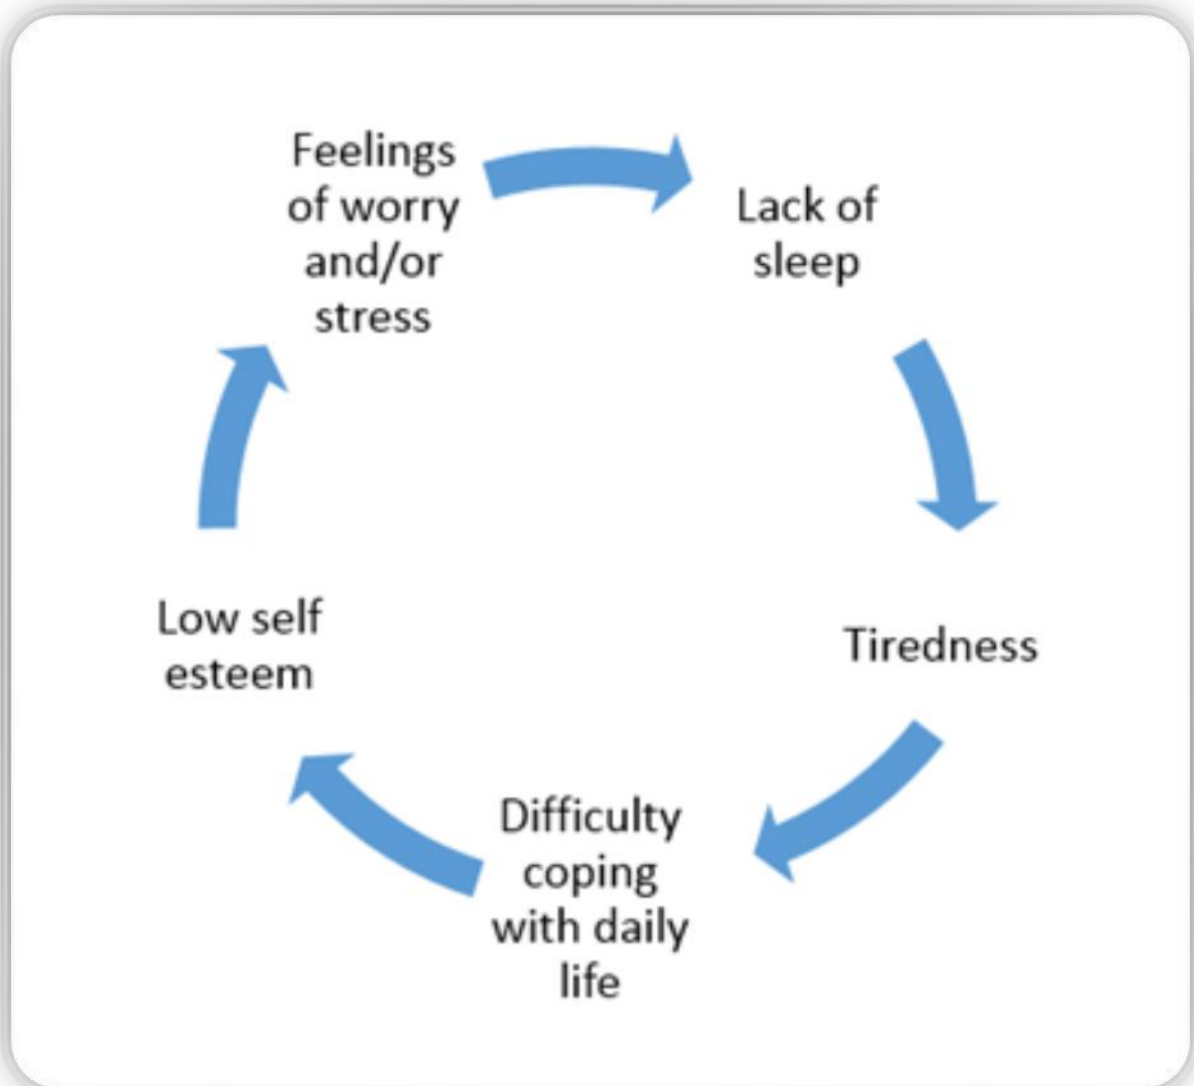 Feelings
of worry
and/or
stress
Lack of
sleep
Tiredness
Difficulty
coping
with daily
life
Low self
esteem